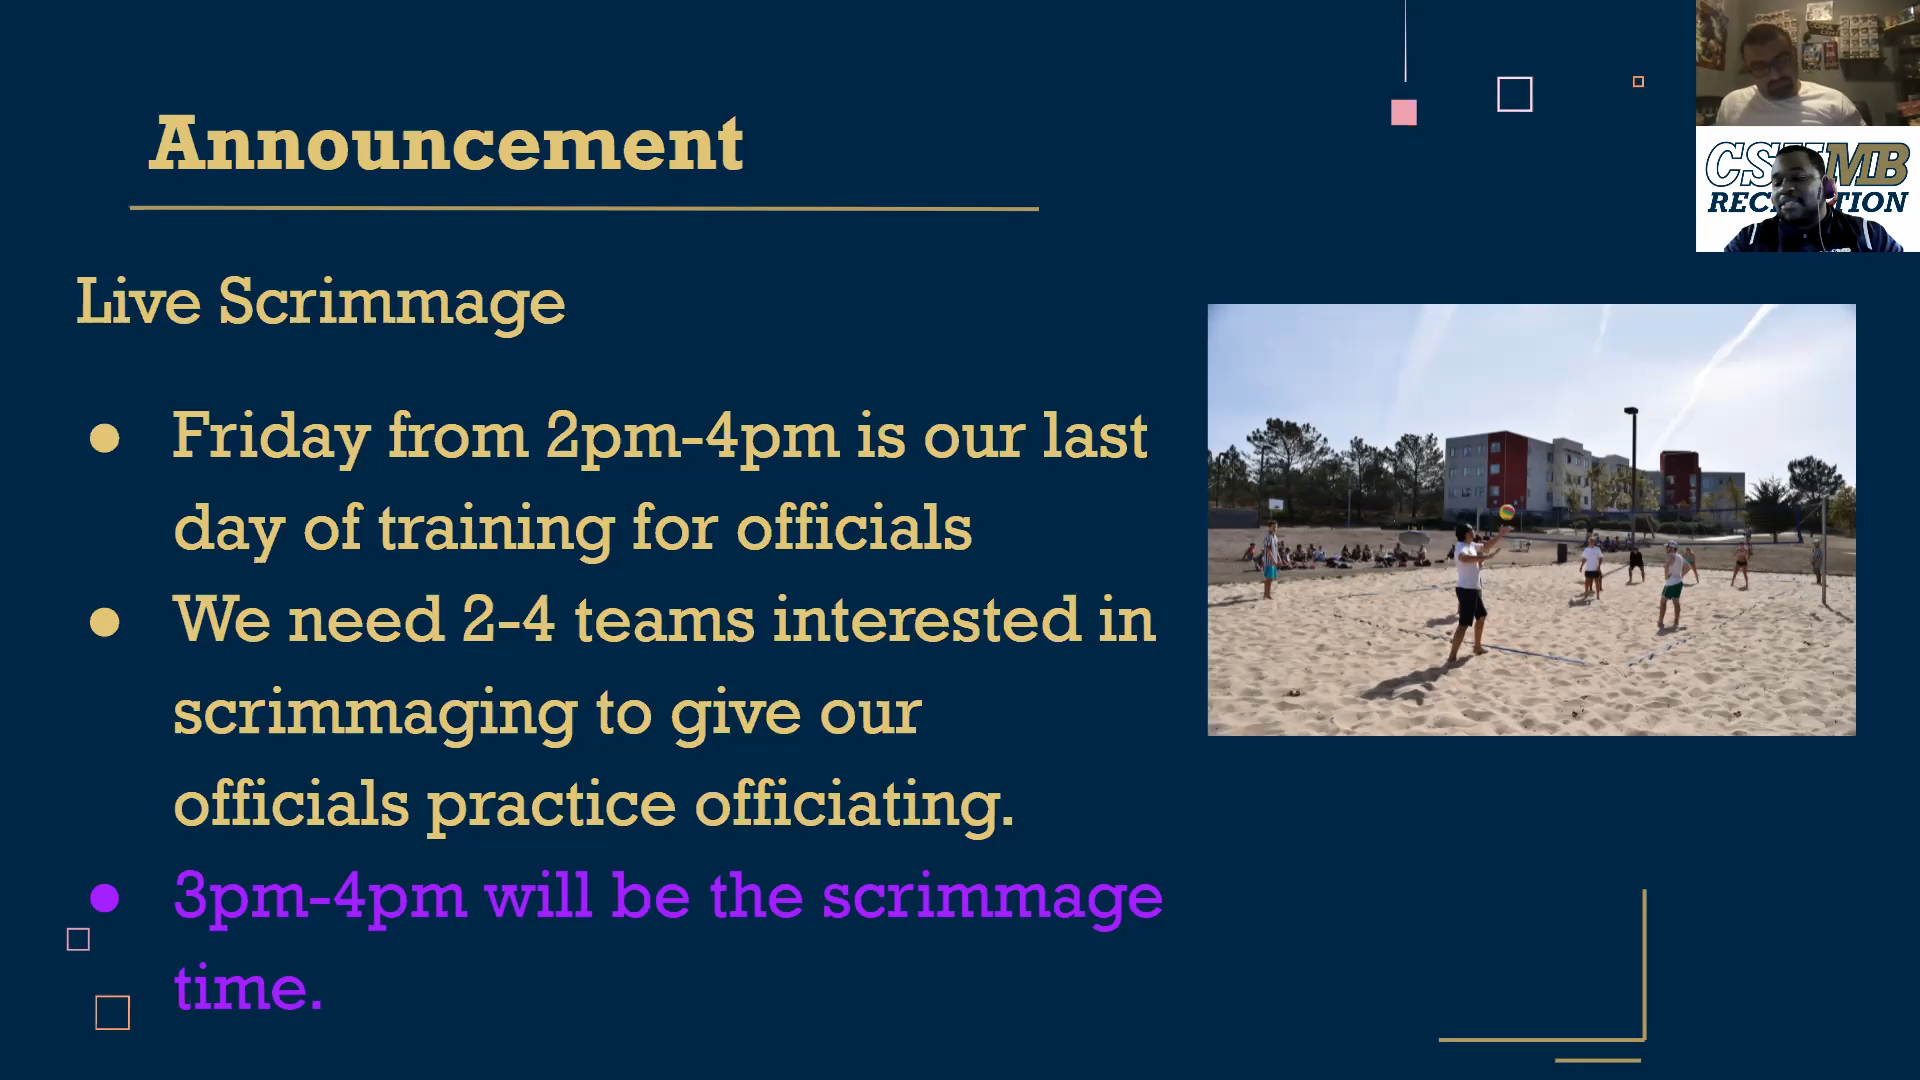 Announcement
Live Scrimmage
● Friday from 2pm-4pm is our last
day of training for officials
● We need 2-4 teams interested in
scrimmaging to give our
officials practice officiating.
● 3pm-4pm will be the scrimmage
time.